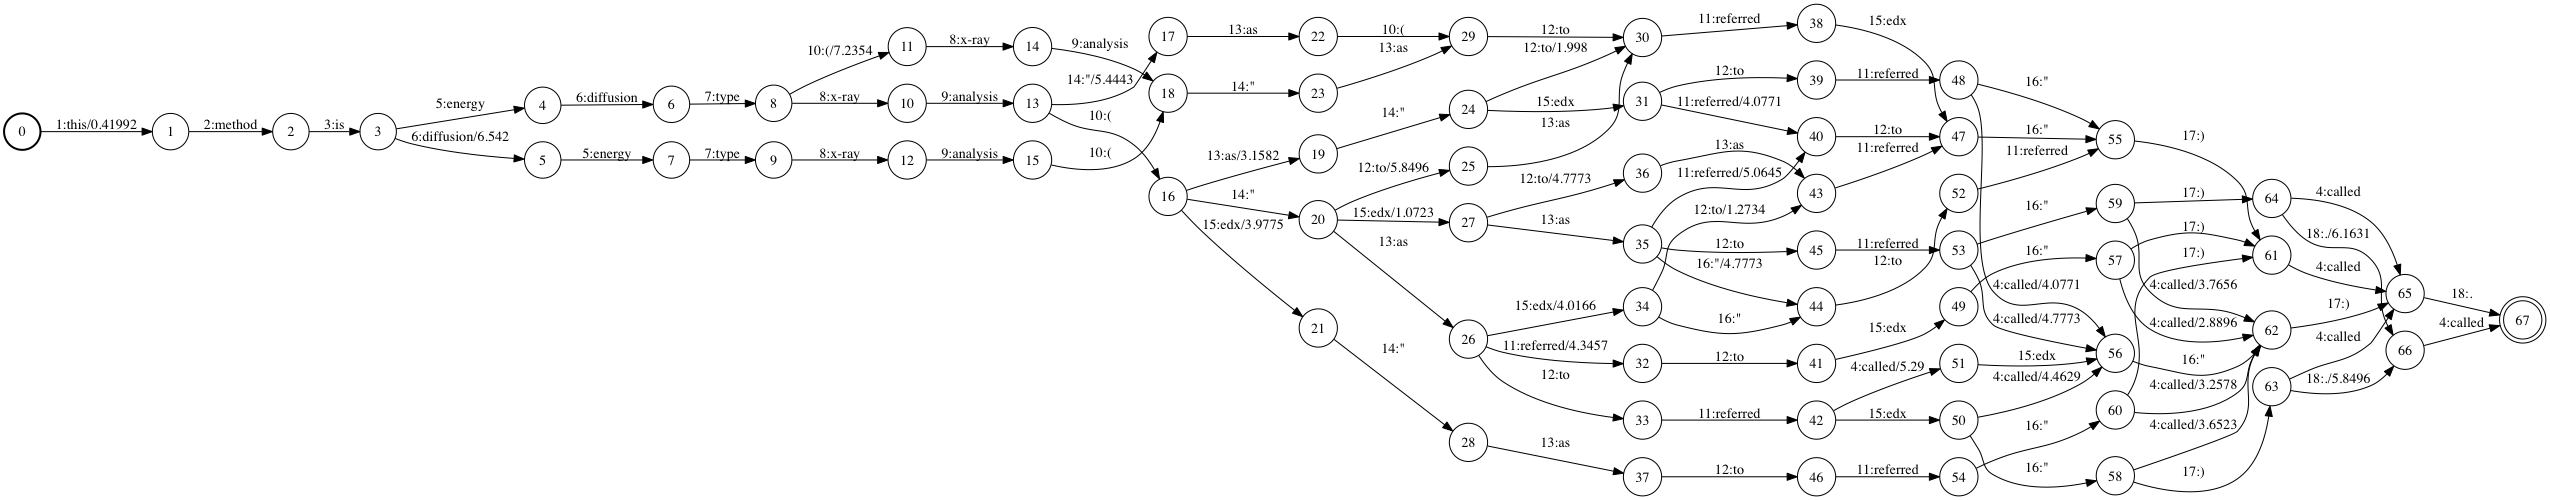 0 1:this/0.41992 1 2:method 2 3:is 3
5:energy 4 6:diffusion 6 7:type 8
6:diffusion/6.542 5 5:energy 7 7:type 9 8:x-ray 12 9:analysis 15 10:(
10:(/7.2354 11 8:x-ray 14 9:analysis
8:x-ray 10 9:analysis 13
14:"/5.4443 17 13:as 22 10:( 29 12:to 30 11:referred 38 15:edx
10:( 18 14:" 23 13:as
16 13:as/3.1582 19 14:" 24 12:to/1.998
15:edx 31 12:to 39 11:referred 48 16:"
11:referred/4.0771 40 12:to 47 16:" 55 17:)
14:" 20 12:to/5.8496 25 13:as
15:edx/1.0723 27 12:to/4.7773 36 13:as 43 11:referred
13:as 35 11:referred/5.0645
12:to 45 11:referred 53 16:" 59 17:) 64 4:called
16:"/4.7773 44 12:to 52 11:referred
13:as 26 15:edx/4.0166 34 12:to/1.2734
16:"
11:referred/4.3457 32 12:to 41 15:edx 49 16:" 57 17:) 61 4:called
12:to 33 11:referred 42 4:called/5.29 51 15:edx 56 16:" 62 17:) 65 18:. 67
15:edx 50 4:called/4.4629
4:called/4.0771
4:called/4.7773
4:called/3.7656
4:called/2.8896
18:./6.1631 66 4:called
15:edx/3.9775 21 14:" 28 13:as 37 12:to 46 11:referred 54 16:" 60 17:)
4:called/3.2578
16:" 58 4:called/3.6523
17:) 63 4:called
18:./5.8496